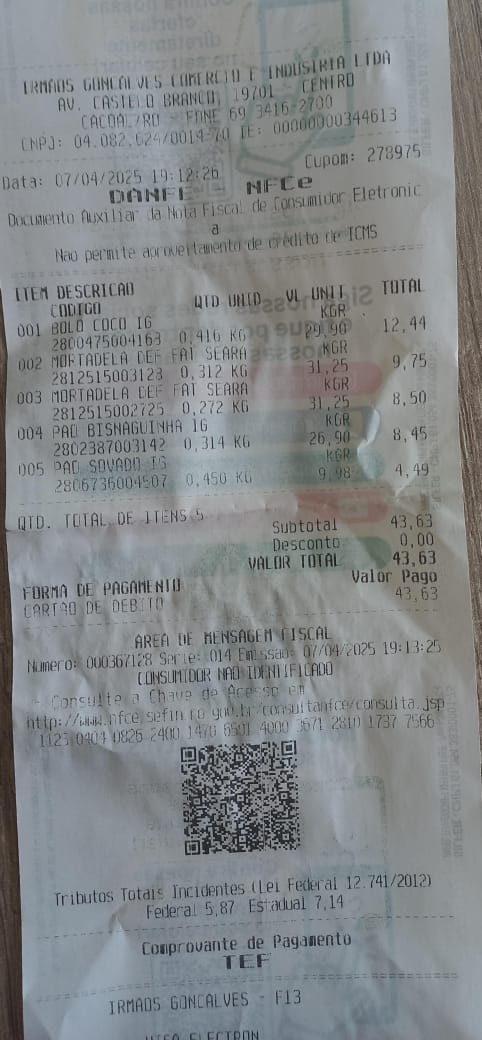 IRMAOS GONCALVES COMERCIO E INDUSTRIA LTDA
AV. CASTELO BRANCO, 19701 - CENTRO
CACOAL/RO - FONE 69 3416-2700
CNPJ: 04.082.624/0014-70 IE: 00000000344613
Cupom: 278975
Data: 07/04/2025 19:12:26
DANFE NFCe
Documento Auxiliar da Nota Fiscal de Consumidor Eletronic
a
Nao permite aproveitamento de crédito de ICMS
ITEM DESCRICAO
CODIGO QTD UNID VL UNIT TOTAL
001 BOLO COCO IG KGR
2800475004163 0,416 KG 29,90 12,44
002 MORTADELA DEF FAT SEARA KGR
2812515003123 0,312 KG 31,25 9,75
003 MORTADELA DEF FAT SEARA KGR
2812515002725 0,272 KG 31,25 8,50
004 PAO BISNAGUINHA IG KGR
2802387003142 0,314 KG 26,90 8,45
005 PAO SOVADO IG KGR
2806736004507 0,450 KG 9,98 4,49
QTD. TOTAL DE ITENS 5
Subtotal 43,63
Desconto 0,00
VALOR TOTAL 43,63
FORMA DE PAGAMENTO Valor Pago
CARTAO DE DEBITO 43,63
AREA DE MENSAGEM FISCAL
Numero: 000367128 Serie: 014 Emissao: 07/04/2025 19:13:25
CONSUMIDOR NAO IDENTIFICADO
- Consulte a Chave de Acesso em
http://www.nfce.sefin.ro.gov.br/consultanfce/consulta.jsp
1125 0404 0826 2400 1470 6501 4000 3671 2810 1737 7566
Tributos Totais Incidentes (Lei Federal 12.741/2012)
Federal 5,87 Estadual 7,14
Comprovante de Pagamento
TEF
IRMAOS GONCALVES - F13